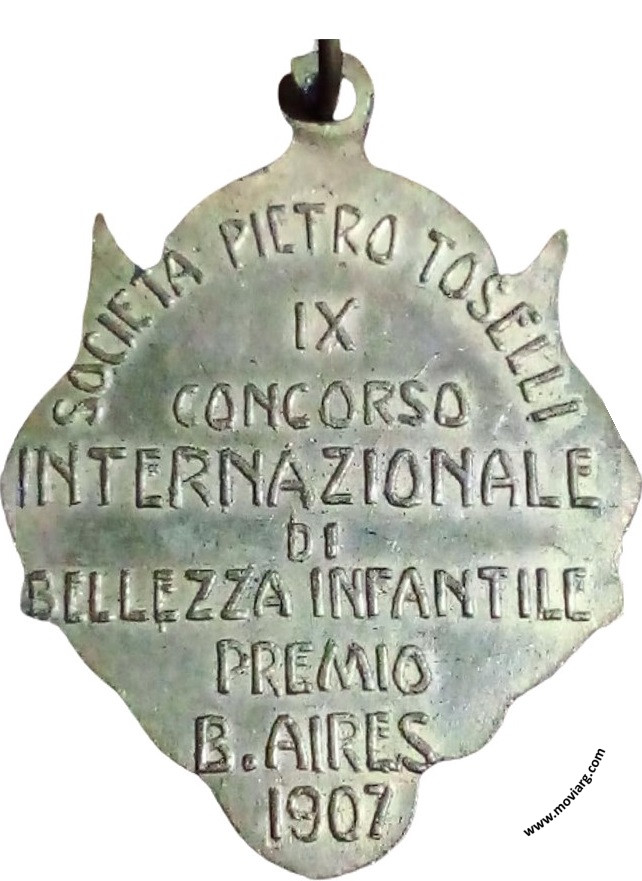 SOCIETA PIETRO TOSELLI
IX
CONCORSO
INTERNAZIONALE
DI
BELLEZZA INFANTILE
PREMIO
B. AIRES
1907
www.moviarg.com